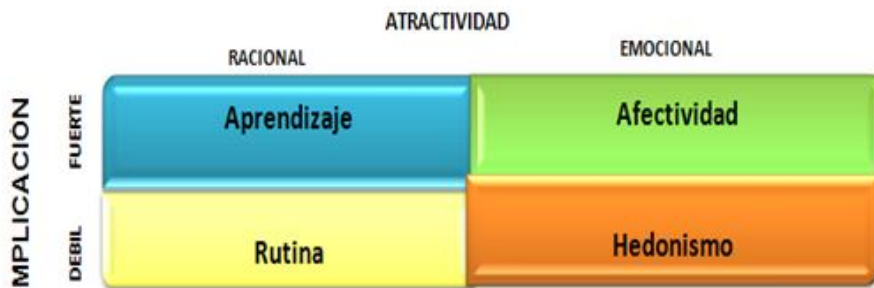 ATRACTIVIDAD
RACIONAL
EMOCIONAL
MPLICACIÓN
FUERTE
Aprendizaje
Afectividad
DEBIL
Rutina
Hedonismo